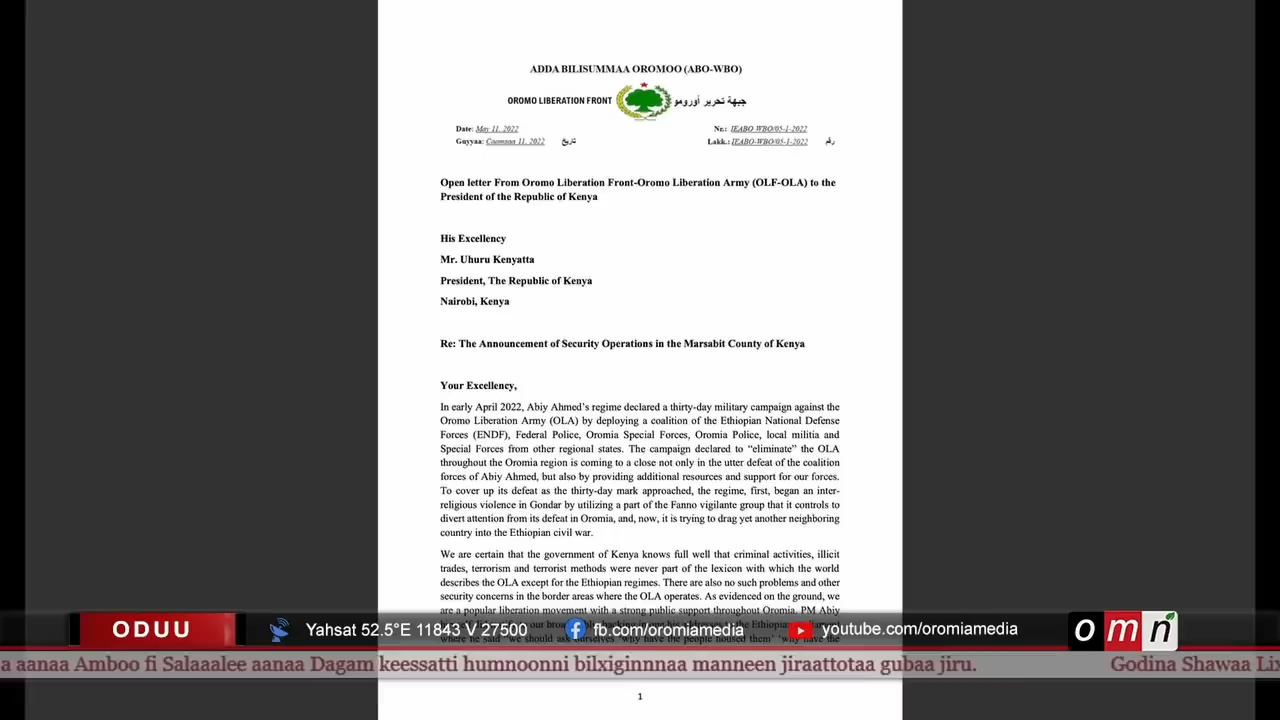 ADDA BILISUMMAA OROMOO (ABO-WBO)
OROMO LIBERATION FRONT جبهة تحرير أورومو
Date: May 11, 2022 Nr.: IEABO WBO/05-1-2022
Guyyaa: Caamsaa 11, 2022 تاريخ Lakk.: IEABO-WBO/05-1-2022 رقم
Open letter From Oromo Liberation Front-Oromo Liberation Army (OLF-OLA) to the
President of the Republic of Kenya
His Excellency
Mr. Uhuru Kenyatta
President, The Republic of Kenya
Nairobi, Kenya
Re: The Announcement of Security Operations in the Marsabit County of Kenya
Your Excellency,
In early April 2022, Abiy Ahmed’s regime declared a thirty-day military campaign against the
Oromo Liberation Army (OLA) by deploying a coalition of the Ethiopian National Defense
Forces (ENDF), Federal Police, Oromia Special Forces, Oromia Police, local militia and
Special Forces from other regional states. The campaign declared to “eliminate” the OLA
throughout the Oromia region is coming to a close not only in the utter defeat of the coalition
forces of Abiy Ahmed, but also by providing additional resources and support for our forces.
To cover up its defeat as the thirty-day mark approached, the regime, first, began an inter-
religious violence in Gondar by utilizing a part of the Fanno vigilante group that it controls to
divert attention from its defeat in Oromia, and, now, it is trying to drag yet another neighboring
country into the Ethiopian civil war.
We are certain that the government of Kenya knows full well that criminal activities, illicit
trades, terrorism and terrorist methods were never part of the lexicon with which the world
describes the OLA except for the Ethiopian regimes. There are also no such problems and other
security concerns in the border areas where the OLA operates. As evidenced on the ground, we
are a popular liberation movement with a strong public support throughout Oromia. PM Abiy
ODUU
Yahsat 52.5°E 11843 V 27500
fb.com/oromiamedia
youtube.com/oromiamedia
omn
a aanaa Amboo fi Salaaalee aanaa Dagam keessatti humnoonni bilxiginnnaa manneen jiraattotaa gubaa jiru. Godina Shawaa Lix
1